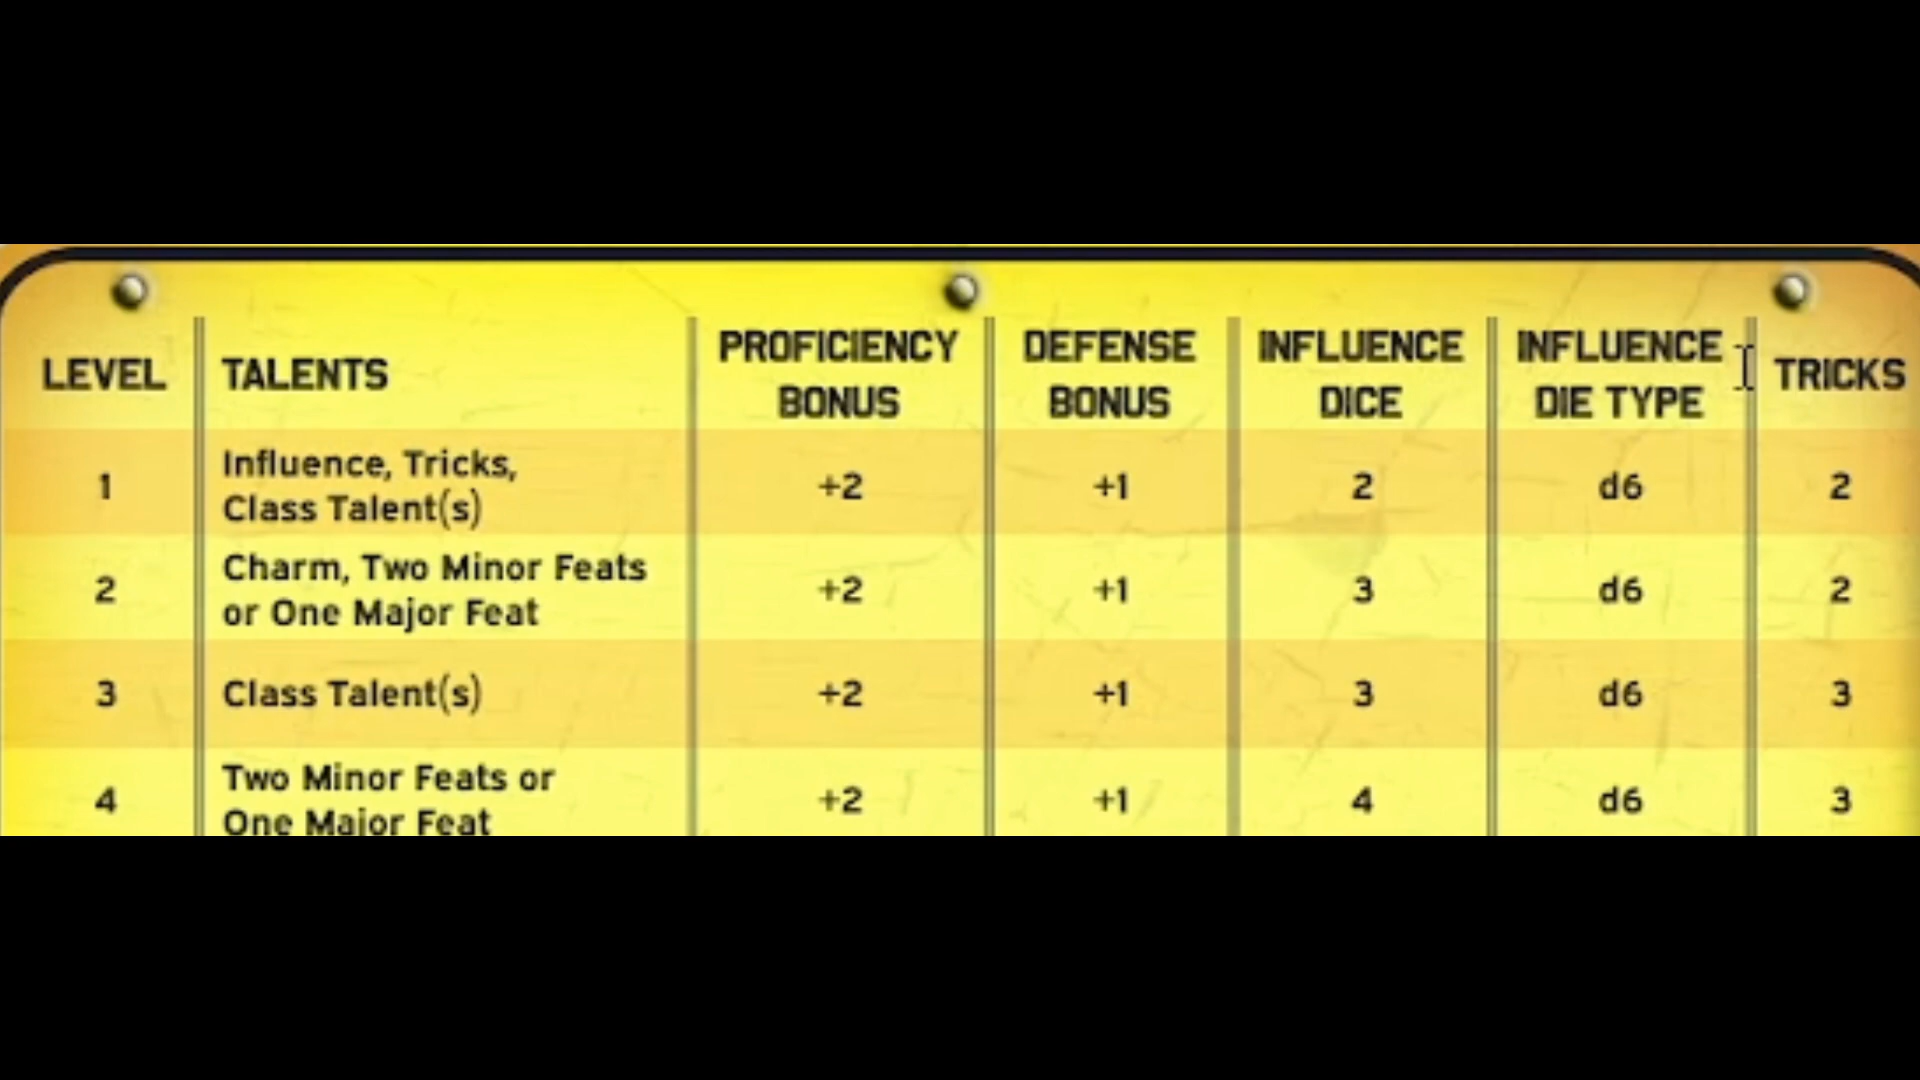 LEVEL TALENTS PROFICIENCY BONUS DEFENSE BONUS INFLUENCE DICE INFLUENCE DIE TYPE TRICKS
1 Influence, Tricks, +2 +1 2 d6 2
Class Talent(s)
2 Charm, Two Minor Feats +2 +1 3 d6 2
or One Major Feat
3 Class Talent(s) +2 +1 3 d6 3
4 Two Minor Feats or +2 +1 4 d6 3
One Major Feat